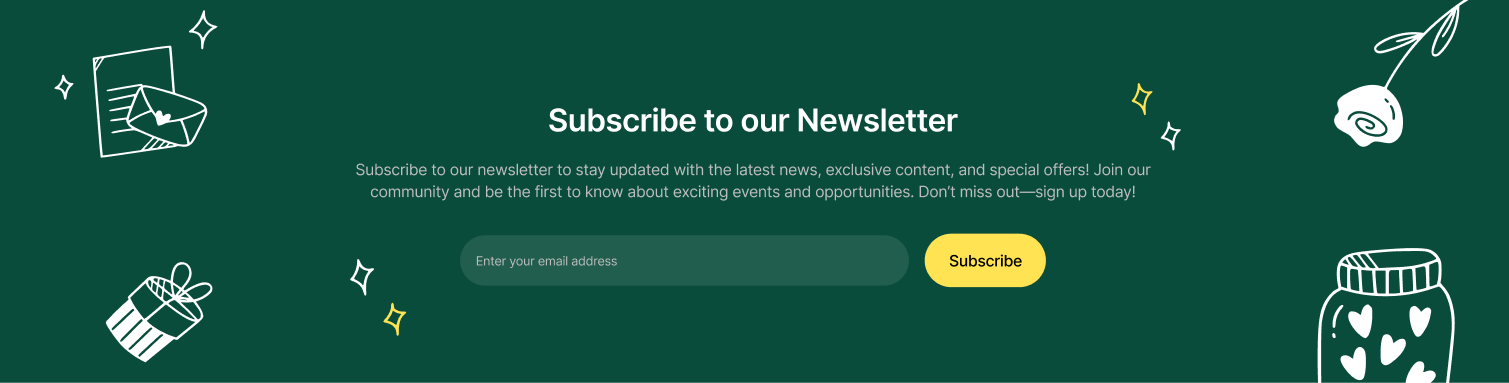 Subscribe to our Newsletter
Subscribe to our newsletter to stay updated with the latest news, exclusive content, and special offers! Join our
community and be the first to know about exciting events and opportunities. Don’t miss out—sign up today!
Enter your email address
Subscribe